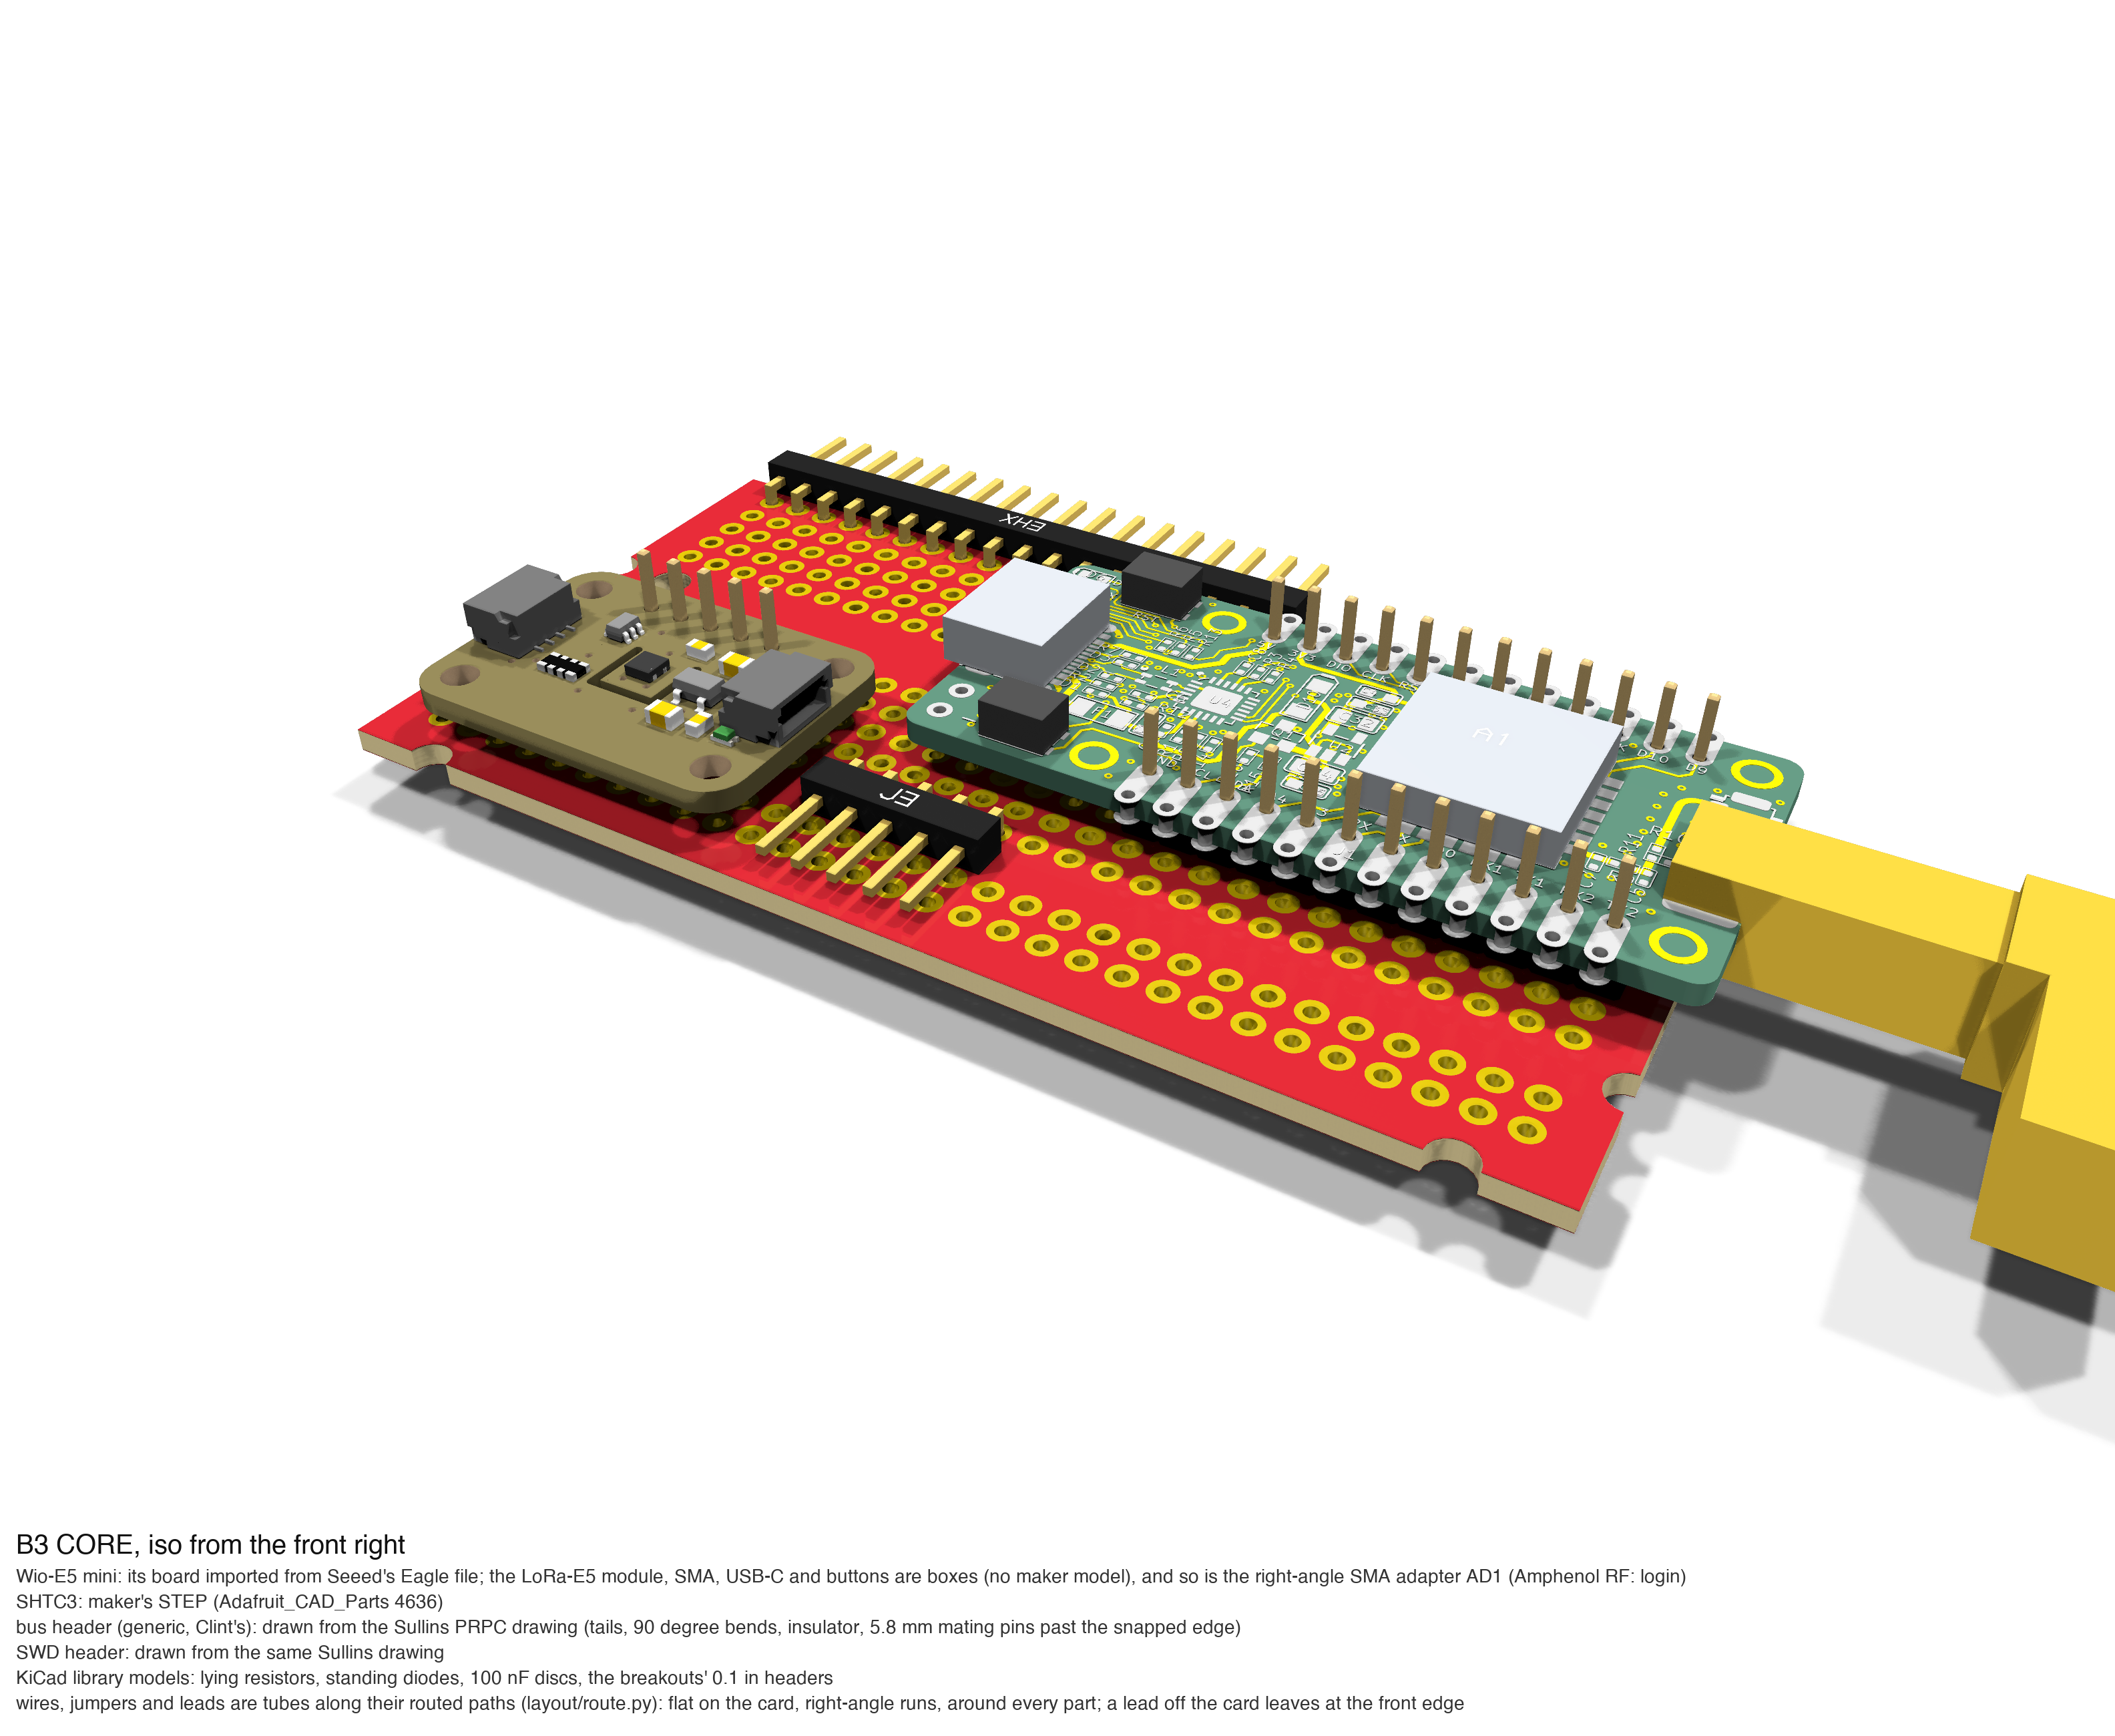 EHX
U4
DIO
CLK
A1
D10
D9
J3
B3 CORE, iso from the front right
Wio-E5 mini: its board imported from Seeed's Eagle file; the LoRa-E5 module, SMA, USB-C and buttons are boxes (no maker model), and so is the right-angle SMA adapter AD1 (Amphenol RF: login)
SHTC3: maker's STEP (Adafruit_CAD_Parts 4636)
bus header (generic, Clint's): drawn from the Sullins PRPC drawing (tails, 90 degree bends, insulator, 5.8 mm mating pins past the snapped edge)
SWD header: drawn from the same Sullins drawing
KiCad library models: lying resistors, standing diodes, 100 nF discs, the breakouts' 0.1 in headers
wires, jumpers and leads are tubes along their routed paths (layout/route.py): flat on the card, right-angle runs, around every part; a lead off the card leaves at the front edge